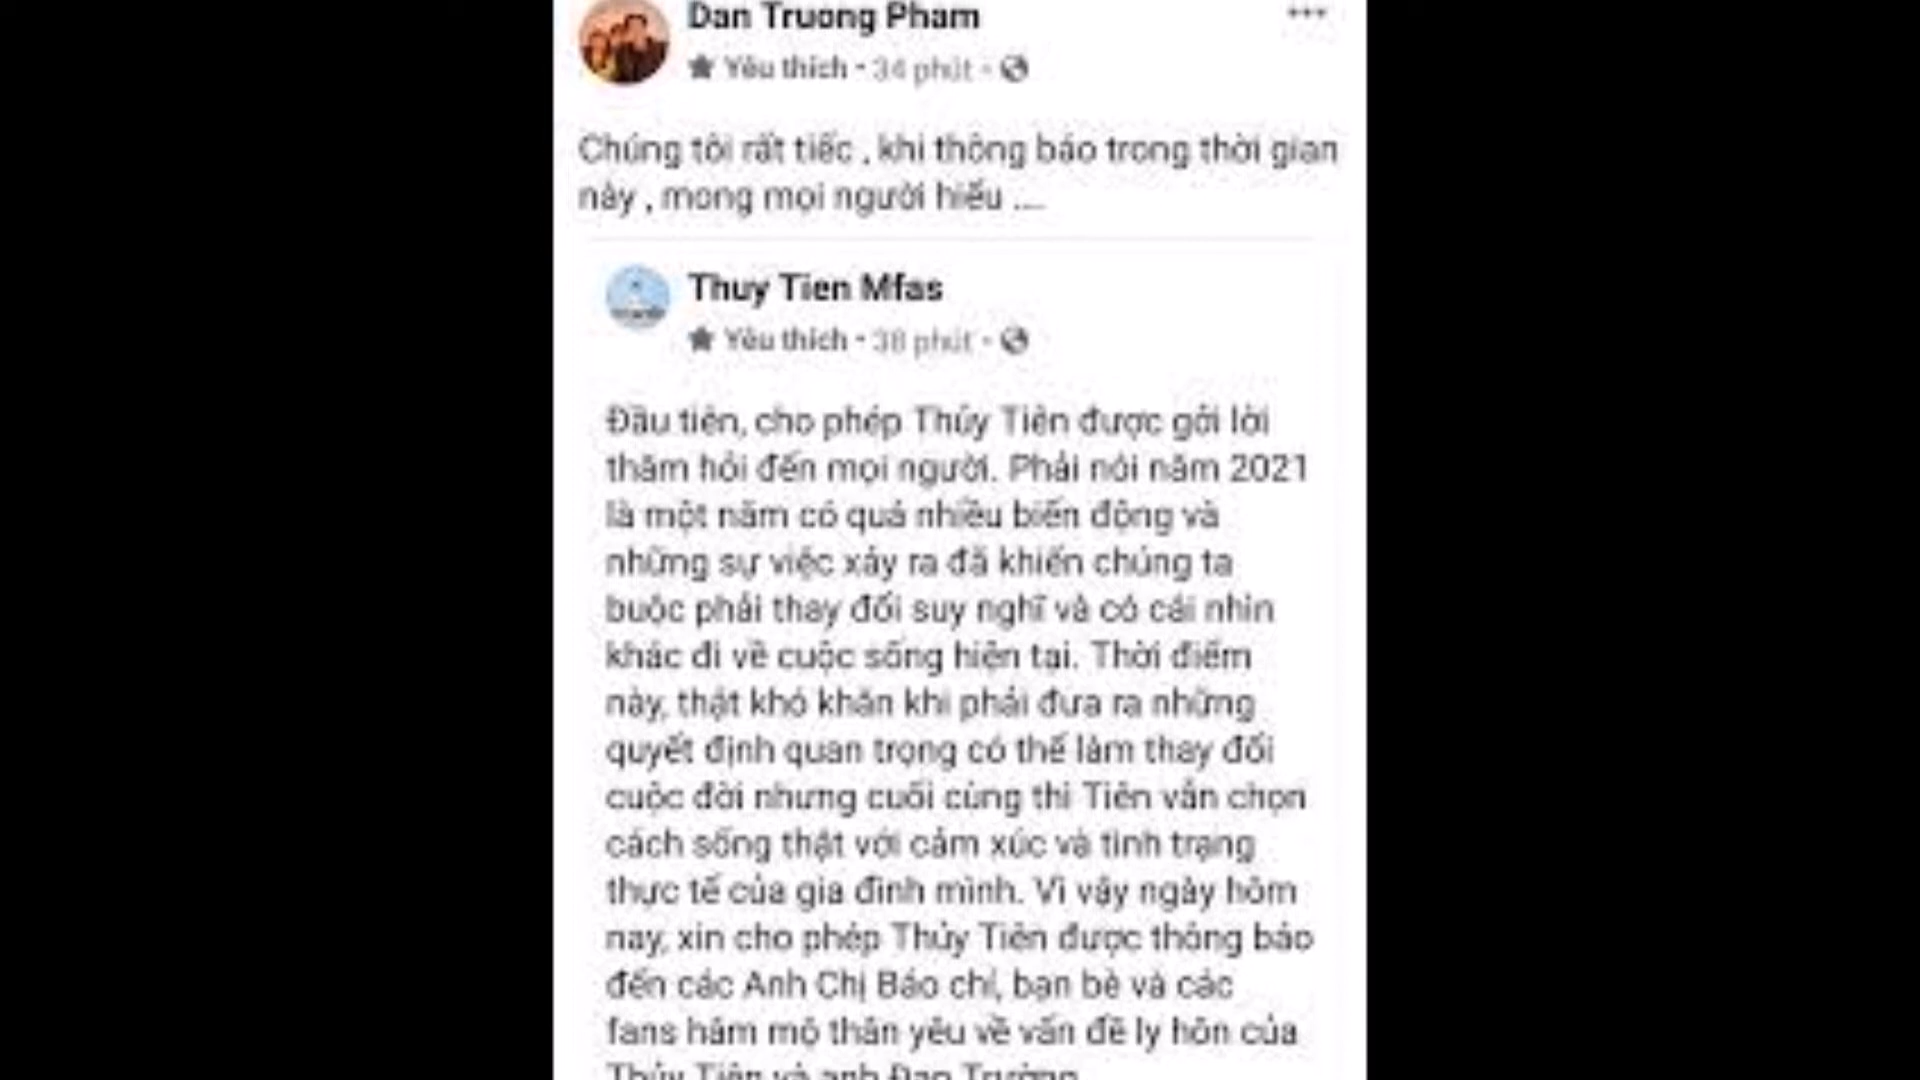 Dan Truong Pham
Yêu thích · 34 phút ·
Chúng tôi rất tiếc , khi thông báo trong thời gian
này , mong mọi người hiểu ....
Thuy Tien Mfas
Yêu thích · 38 phút ·
Đầu tiên, cho phép Thủy Tiên được gởi lời
thăm hỏi đến mọi người. Phải nói năm 2021
là một năm có quá nhiều biến động và
những sự việc xảy ra đã khiến chúng ta
buộc phải thay đổi suy nghĩ và có cái nhìn
khác đi về cuộc sống hiện tại. Thời điểm
này, thật khó khăn khi phải đưa ra những
quyết định quan trọng có thể làm thay đổi
cuộc đời nhưng cuối cùng thì Tiên vẫn chọn
cách sống thật với cảm xúc và tình trạng
thực tế của gia đình mình. Vì vậy ngày hôm
nay, xin cho phép Thủy Tiên được thông báo
đến các Anh Chị Báo chí, bạn bè và các
fans hâm mộ thân yêu về vấn đề ly hôn của
Thủy Tiên và anh Đan Trường